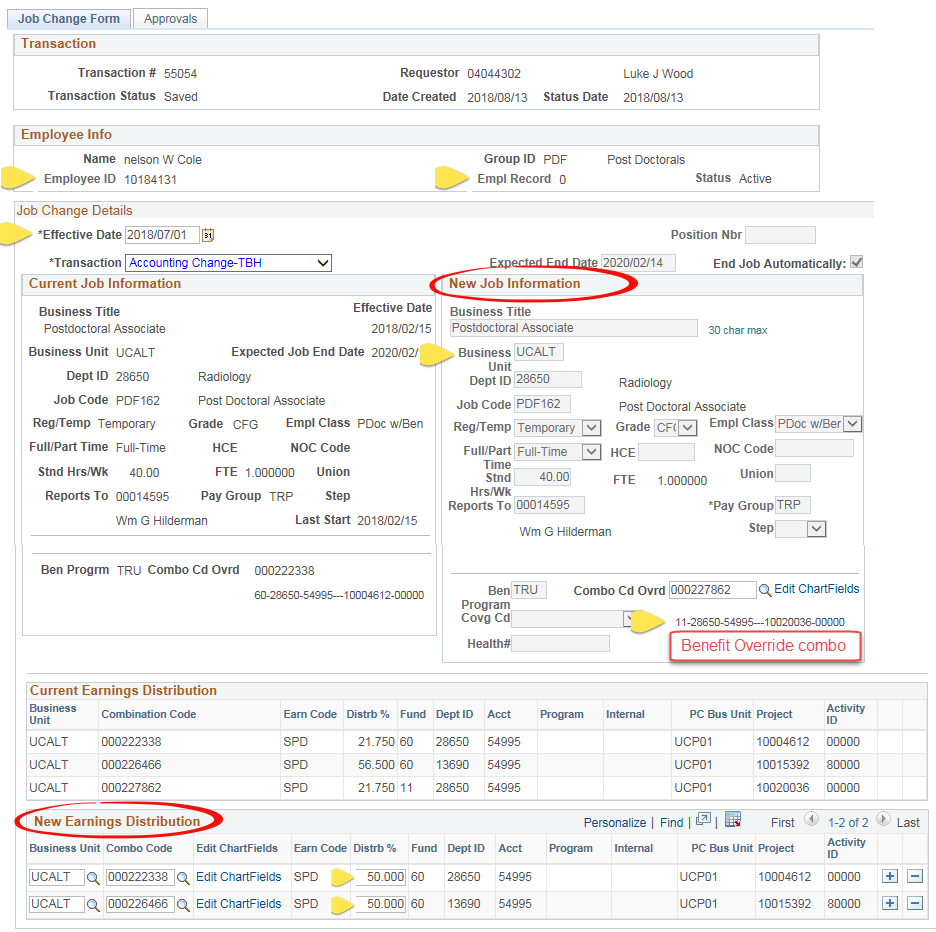 Job Change Form Approvals
Transaction
Transaction # 55054 Requestor 04044302 Luke J Wood
Transaction Status Saved Date Created 2018/08/13 Status Date 2018/08/13
Employee Info
Name nelson W Cole Group ID PDF Post Doctorals
Employee ID 10184131 Empl Record 0 Status Active
Job Change Details
*Effective Date 2018/07/01 31 Position Nbr
*Transaction Accounting Change-TBH Expected End Date 2020/02/14 End Job Automatically:
Current Job Information
Business Title Effective Date
Postdoctoral Associate 2018/02/15
Business Unit UCALT Expected Job End Date 2020/02/
Dept ID 28650 Radiology
Job Code PDF162 Post Doctoral Associate
Reg/Temp Temporary Grade CFG Empl Class PDoc w/Ben
Full/Part Time Full-Time HCE NOC Code
Stnd Hrs/Wk 40.00 FTE 1.000000 Union
Reports To 00014595 Pay Group TRP Step
Wm G Hilderman Last Start 2018/02/15
Ben Progrm TRU Combo Cd Ovrd 000222338
60-28650-54995---10004612-00000
New Job Information
Business Title
Postdoctoral Associate 30 char max
Business Unit UCALT
Dept ID 28650 Radiology
Job Code PDF162 Post Doctoral Associate
Reg/Temp Temporary Grade CF Empl Class PDoc w/Ber
Full/Part Time Full-Time HCE NOC Code
Stnd Hrs/Wk 40.00 FTE 1.000000 Union
Reports To 00014595 *Pay Group TRP
Wm G Hilderman Step
Ben Program TRU Combo Cd Ovrd 000227862 Edit ChartFields
Covg Cd 11-28650-54995---10020036-00000
Health# Benefit Override combo
Current Earnings Distribution
Business Unit Combination Code Earn Code Distrb % Fund Dept ID Acct Program Internal PC Bus Unit Project Activity ID
UCALT 000222338 SPD 21.750 60 28650 54995 UCP01 10004612 00000
UCALT 000226466 SPD 56.500 60 13690 54995 UCP01 10015392 80000
UCALT 000227862 SPD 21.750 11 28650 54995 UCP01 10020036 00000
New Earnings Distribution Personalize | Find | | First 1-2 of 2 Last
Business Unit Combo Code Edit ChartFields Earn Code Distrb % Fund Dept ID Acct Program Internal PC Bus Unit Project Activity ID
UCALT 000222338 Edit ChartFields SPD 50.000 60 28650 54995 UCP01 10004612 00000
UCALT 000226466 Edit ChartFields SPD 50.000 60 13690 54995 UCP01 10015392 80000